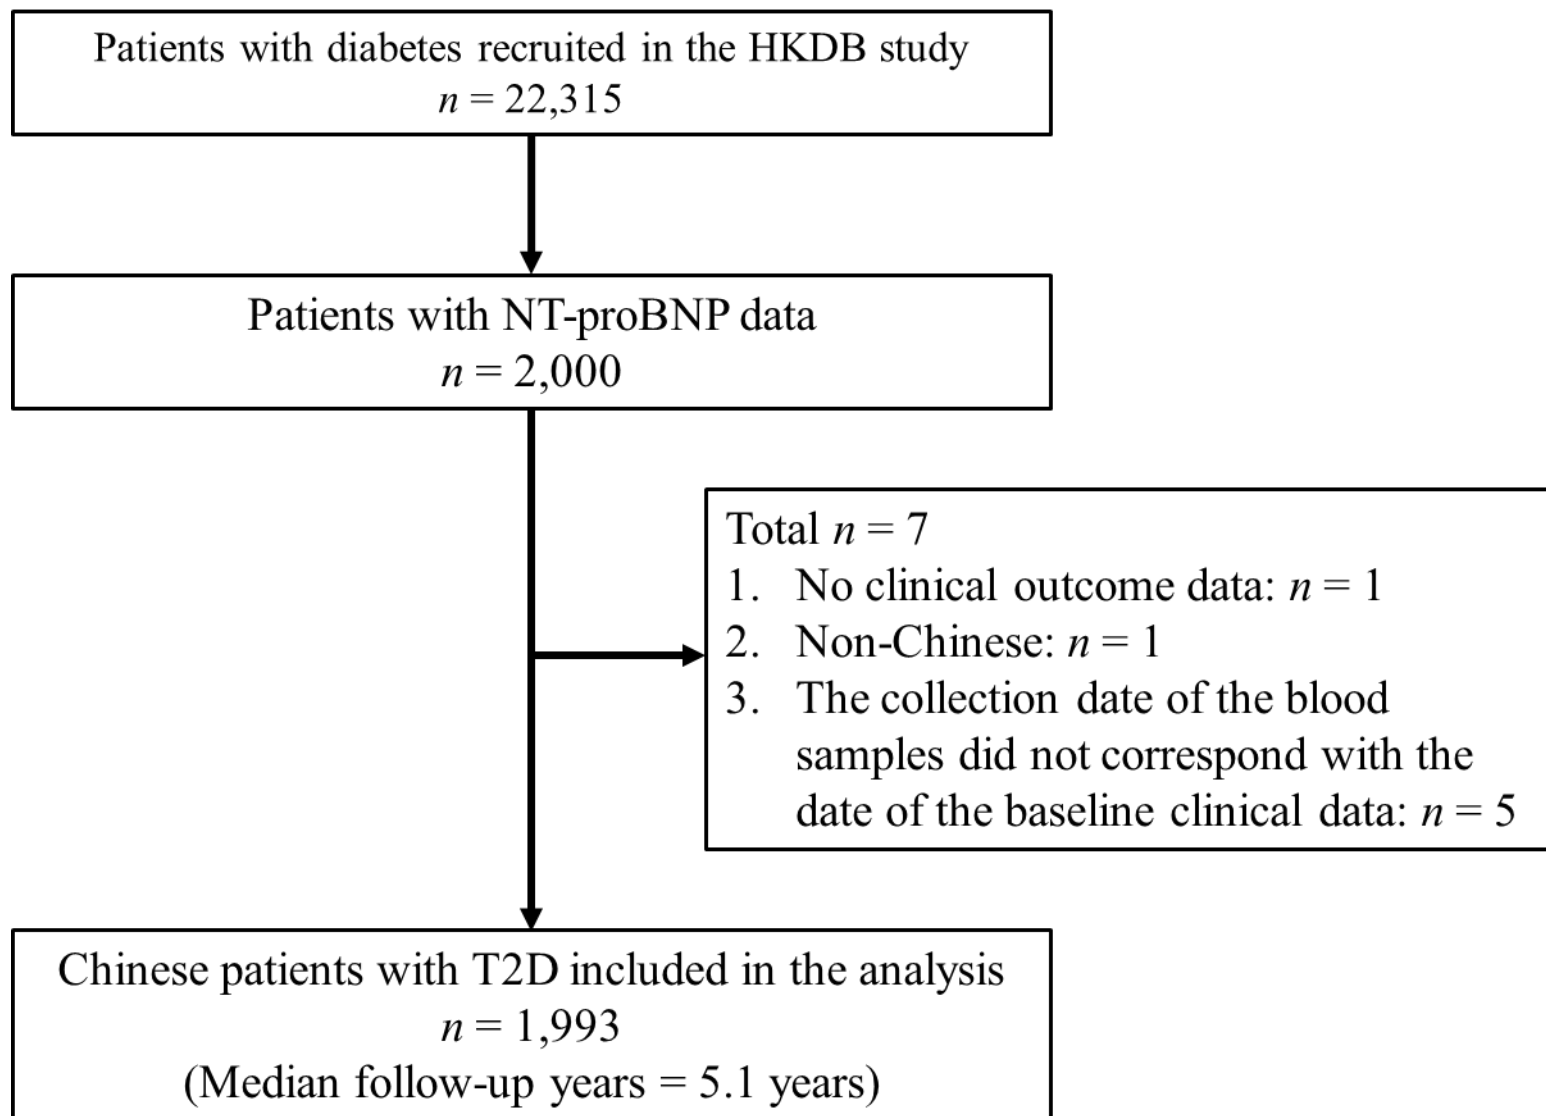 Patients with diabetes recruited in the HKDB study
n = 22,315
Patients with NT-proBNP data
n = 2,000
Total n = 7
1. No clinical outcome data: n = 1
2. Non-Chinese: n = 1
3. The collection date of the blood
samples did not correspond with the
date of the baseline clinical data: n = 5
Chinese patients with T2D included in the analysis
n = 1,993
(Median follow-up years = 5.1 years)